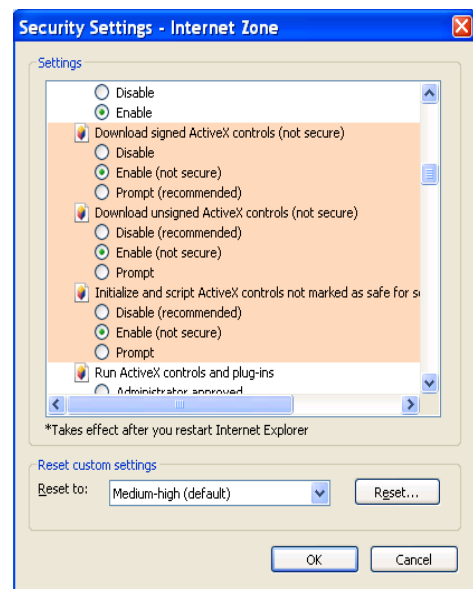 Security Settings - Internet Zone
Settings
Disable
Enable
Download signed ActiveX controls (not secure)
Disable
Enable (not secure)
Prompt (recommended)
Download unsigned ActiveX controls (not secure)
Disable (recommended)
Enable (not secure)
Prompt
Initialize and script ActiveX controls not marked as safe for
Disable (recommended)
Enable (not secure)
Prompt
Run ActiveX controls and plug-ins
Administrator approved
*Takes effect after you restart Internet Explorer
Reset custom settings
Reset to:
Medium-high (default)
Reset...
OK
Cancel